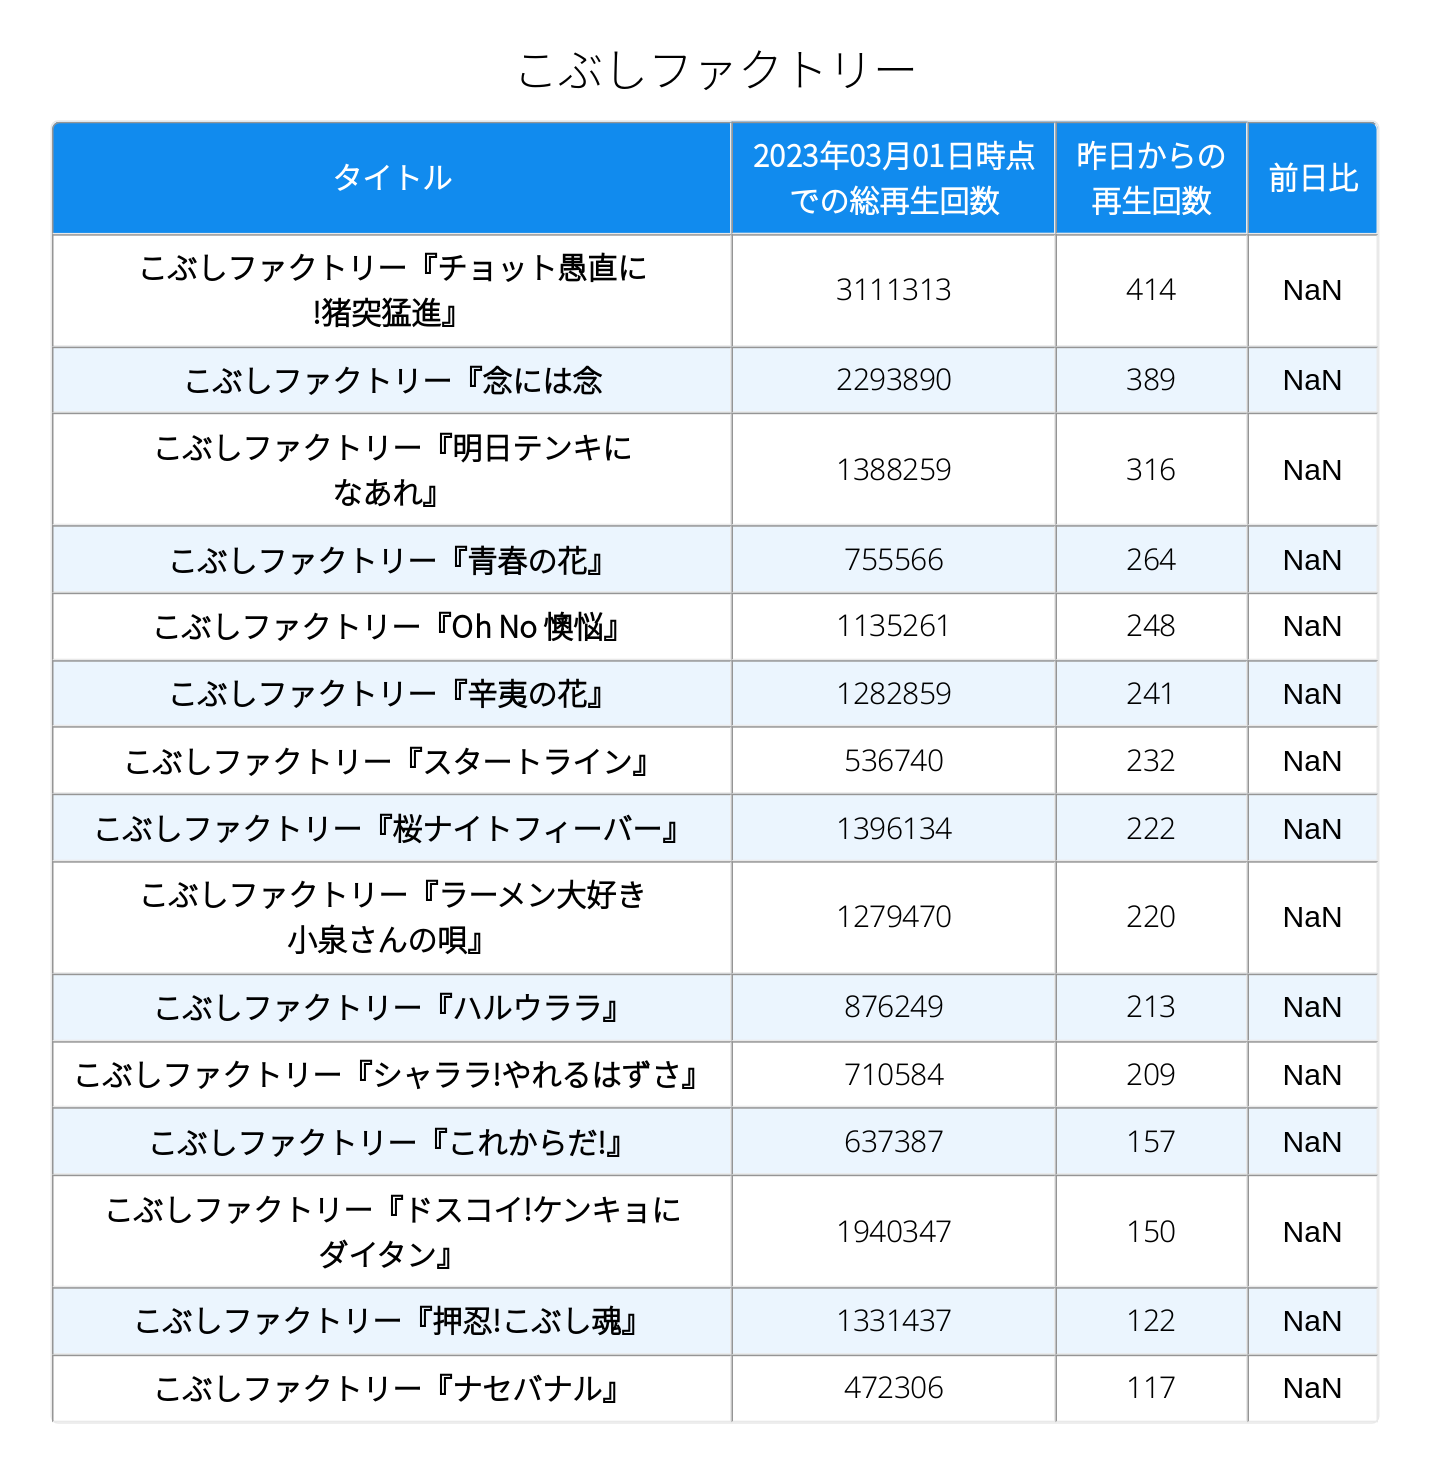 こぶしファクトリー
タイトル
2023年03月01日時点
での総再生回数
昨日からの
再生回数
前日比
こぶしファクトリー『チョット愚直に
!猪突猛進』
3111313
414
NaN
こぶしファクトリー『念には念
2293890
389
NaN
こぶしファクトリー『明日テンキに
なあれ』
1388259
316
NaN
こぶしファクトリー『青春の花』
755566
264
NaN
こぶしファクトリー『Oh No 懊悩』
1135261
248
NaN
こぶしファクトリー『辛夷の花』
1282859
241
NaN
こぶしファクトリー『スタートライン』
536740
232
NaN
こぶしファクトリー『桜ナイトフィーバー』
1396134
222
NaN
こぶしファクトリー『ラーメン大好き
小泉さんの唄』
1279470
220
NaN
こぶしファクトリー『ハルウララ』
876249
213
NaN
こぶしファクトリー『シャララ!やれるはずさ』
710584
209
NaN
こぶしファクトリー『これからだ!』
637387
157
NaN
こぶしファクトリー『ドスコイ!ケンキョに
ダイタン』
1940347
150
NaN
こぶしファクトリー『押忍!こぶし魂』
1331437
122
NaN
こぶしファクトリー『ナセバナル』
472306
117
NaN